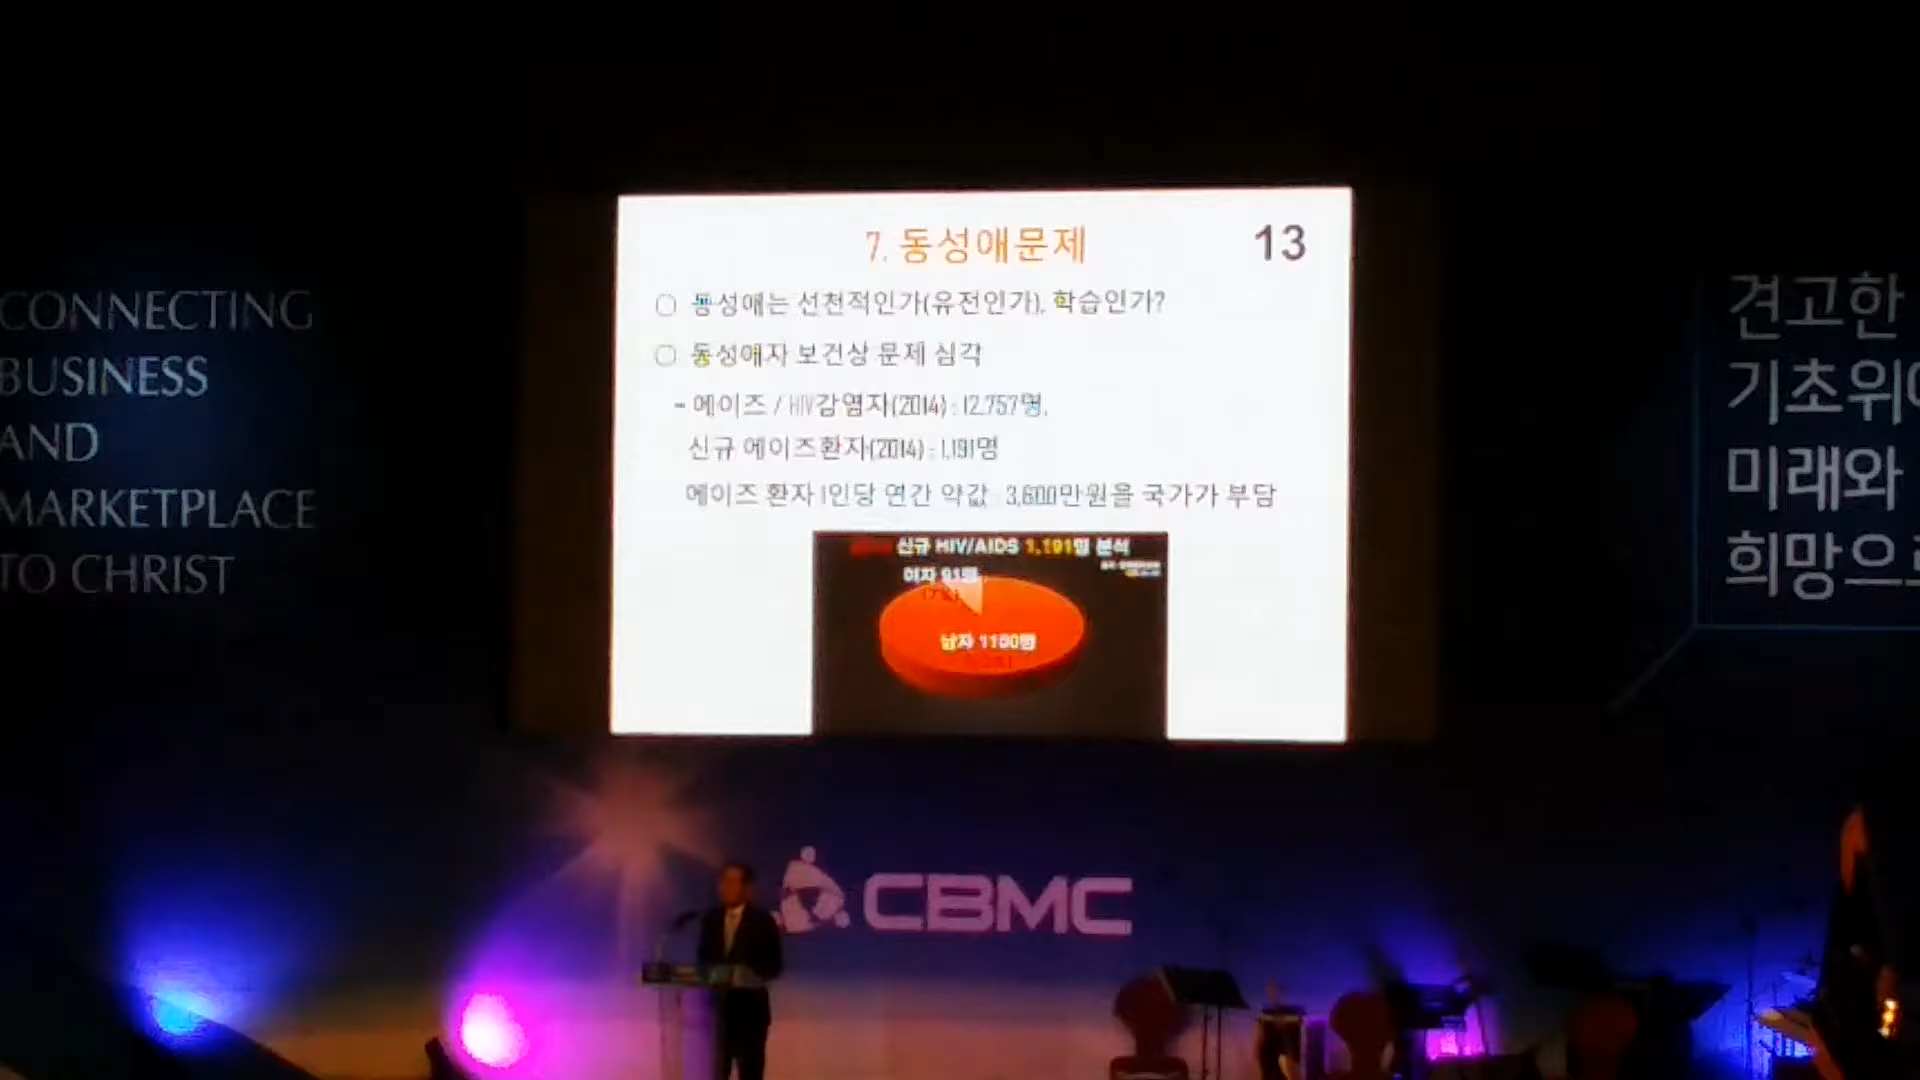 CONNECTING
BUSINESS
AND
MARKETPLACE
TO CHRIST
7. 동성애문제
13
○ 동성애는 선천적인가(유전인가), 학습인가?
○ 동성애자 보건상 문제 심각
- 에이즈 / HIV감염자(2014) : 12,757명,
신규 에이즈환자(2014) : 1,191명
에이즈 환자 1인당 연간 약값 : 3,600만원을 국가가 부담
신규 HIV/AIDS 1,191명 분석
여자 91명
남자 1100명
견고한
기초위에
미래와
희망으로
CBMC